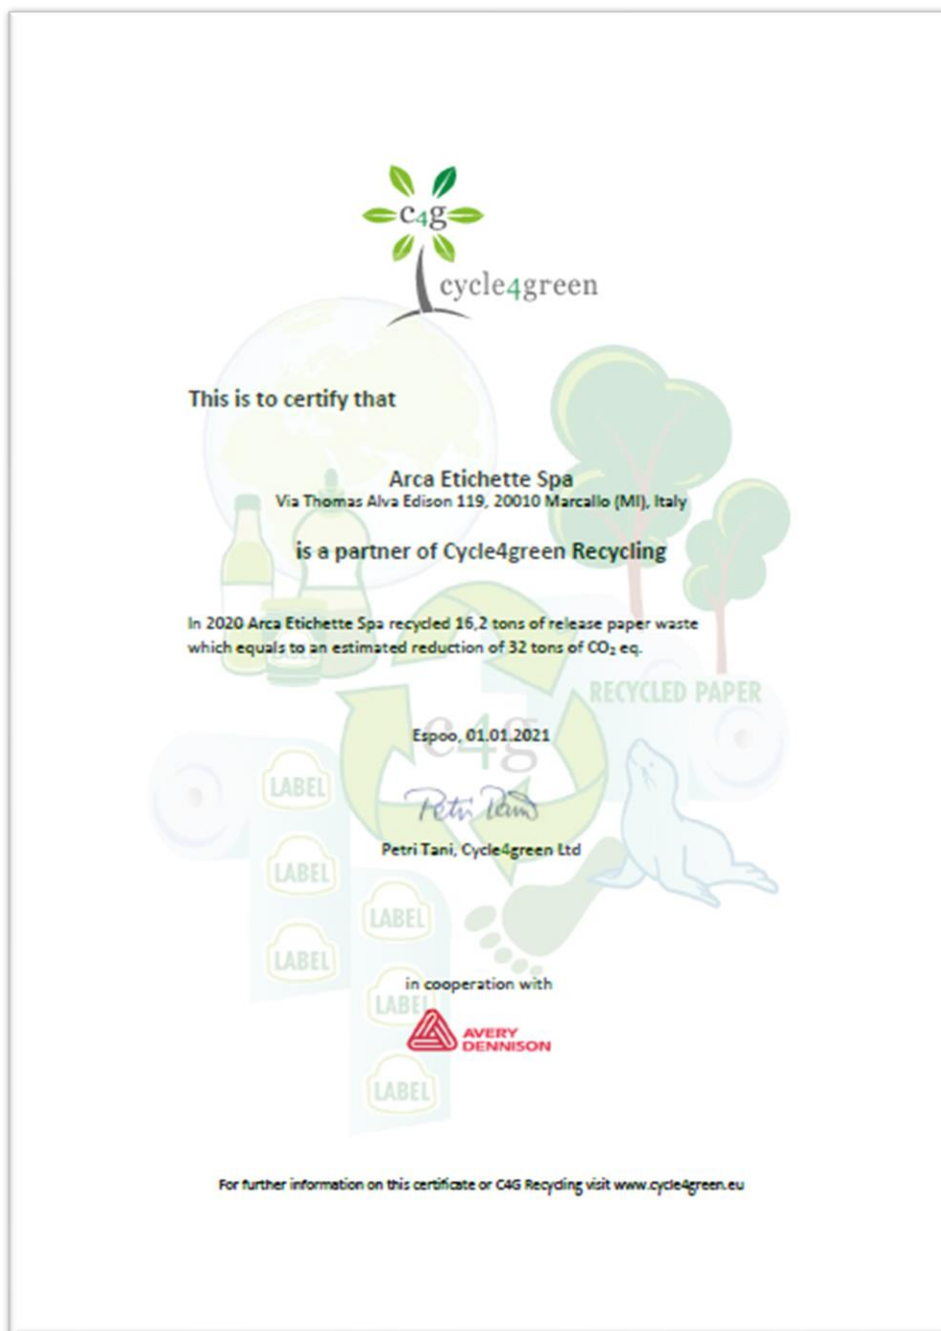 c4g
cycle4green
This is to certify that
Arca Etichette Spa
Via Thomas Alva Edison 119, 20010 Marcallo (MI), Italy
is a partner of Cycle4green Recycling
In 2020 Arca Etichette Spa recycled 16,2 tons of release paper waste
which equals to an estimated reduction of 32 tons of CO₂ eq.
LABEL
RECYCLED PAPER
c4g
Espoo, 01.01.2021
LABEL
Petri Tani
Petri Tani, Cycle4green Ltd
LABEL
LABEL
LABEL
in cooperation with
LABEL
AVERY
DENNISON
LABEL
For further information on this certificate or C4G Recycling visit www.cycle4green.eu